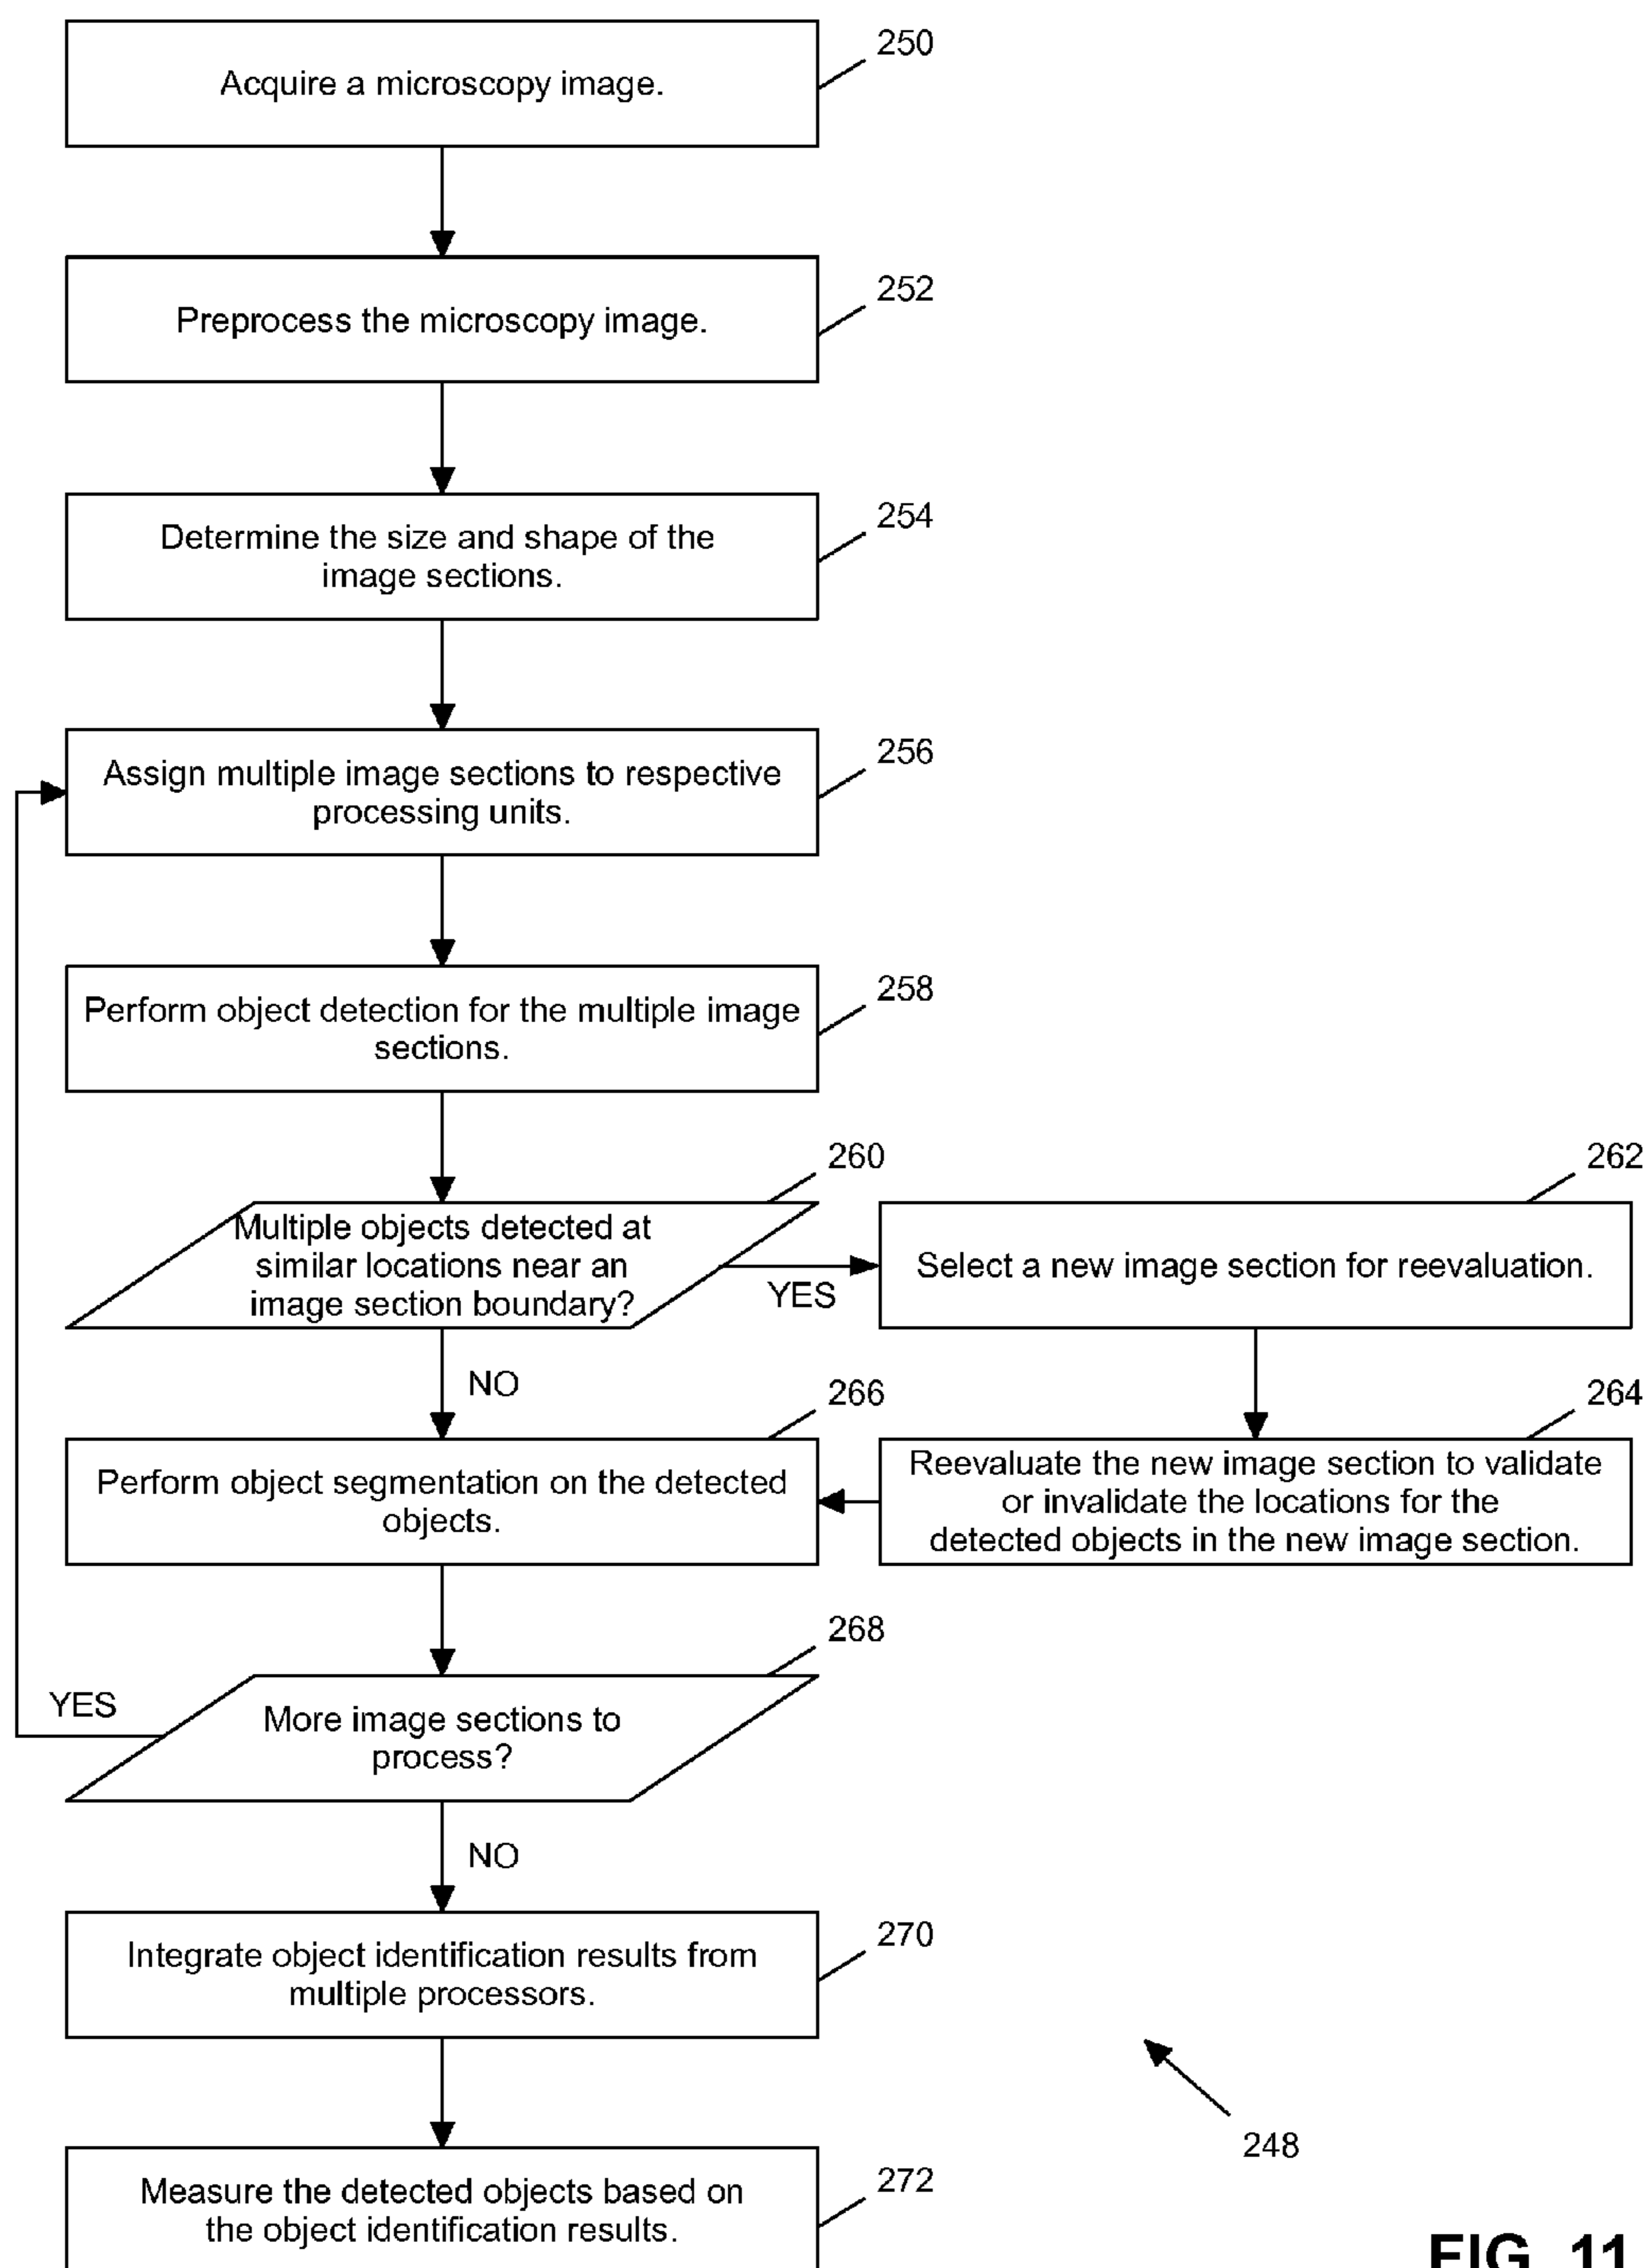 250
Acquire a microscopy image.
252
Preprocess the microscopy image.
254
Determine the size and shape of the
image sections.
256
Assign multiple image sections to respective
processing units.
258
Perform object detection for the multiple image
sections.
260
Multiple objects detected at
similar locations near an
image section boundary?
YES
262
Select a new image section for reevaluation.
NO
264
Reevaluate the new image section to validate
or invalidate the locations for the
detected objects in the new image section.
266
Perform object segmentation on the detected
objects.
268
More image sections to
process?
YES
NO
270
Integrate object identification results from
multiple processors.
248
272
Measure the detected objects based on
the object identification results.
FIG. 11